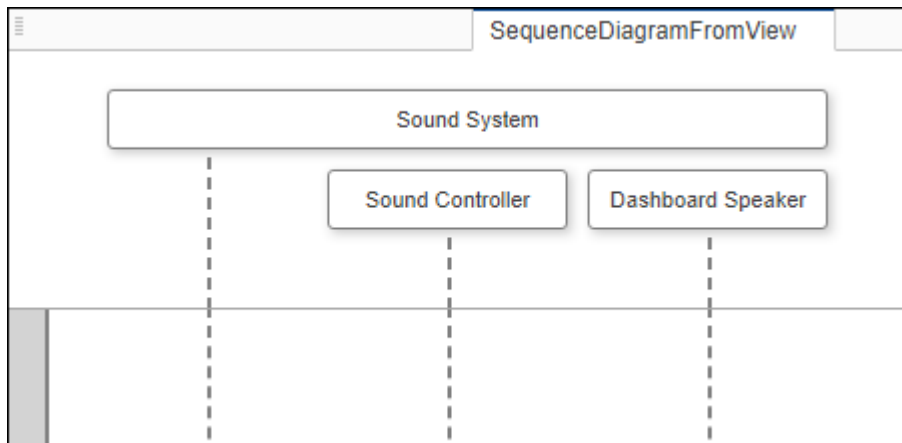 SequenceDiagramFromView
Sound System
Sound Controller
Dashboard Speaker